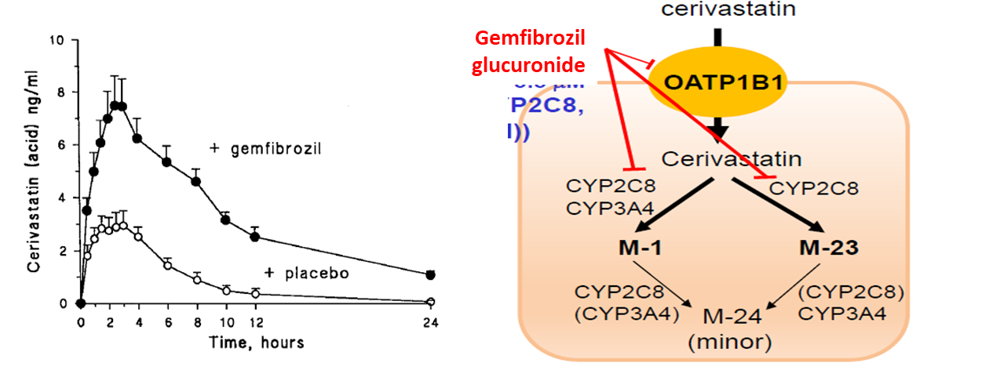 Cerivastatin (acid) ng/ml
10
8
6
4
2
0
+ gemfibrozil
+ placebo
0 2 4 6 8 10 12 24
Time, hours
cerivastatin
Gemfibrozil
glucuronide
OATP1B1
µM
P2C8,
))
Cerivastatin
CYP2C8
CYP3A4
CYP2C8
M-1
M-23
CYP2C8
(CYP3A4)
(CYP2C8)
CYP3A4
M-24
(minor)